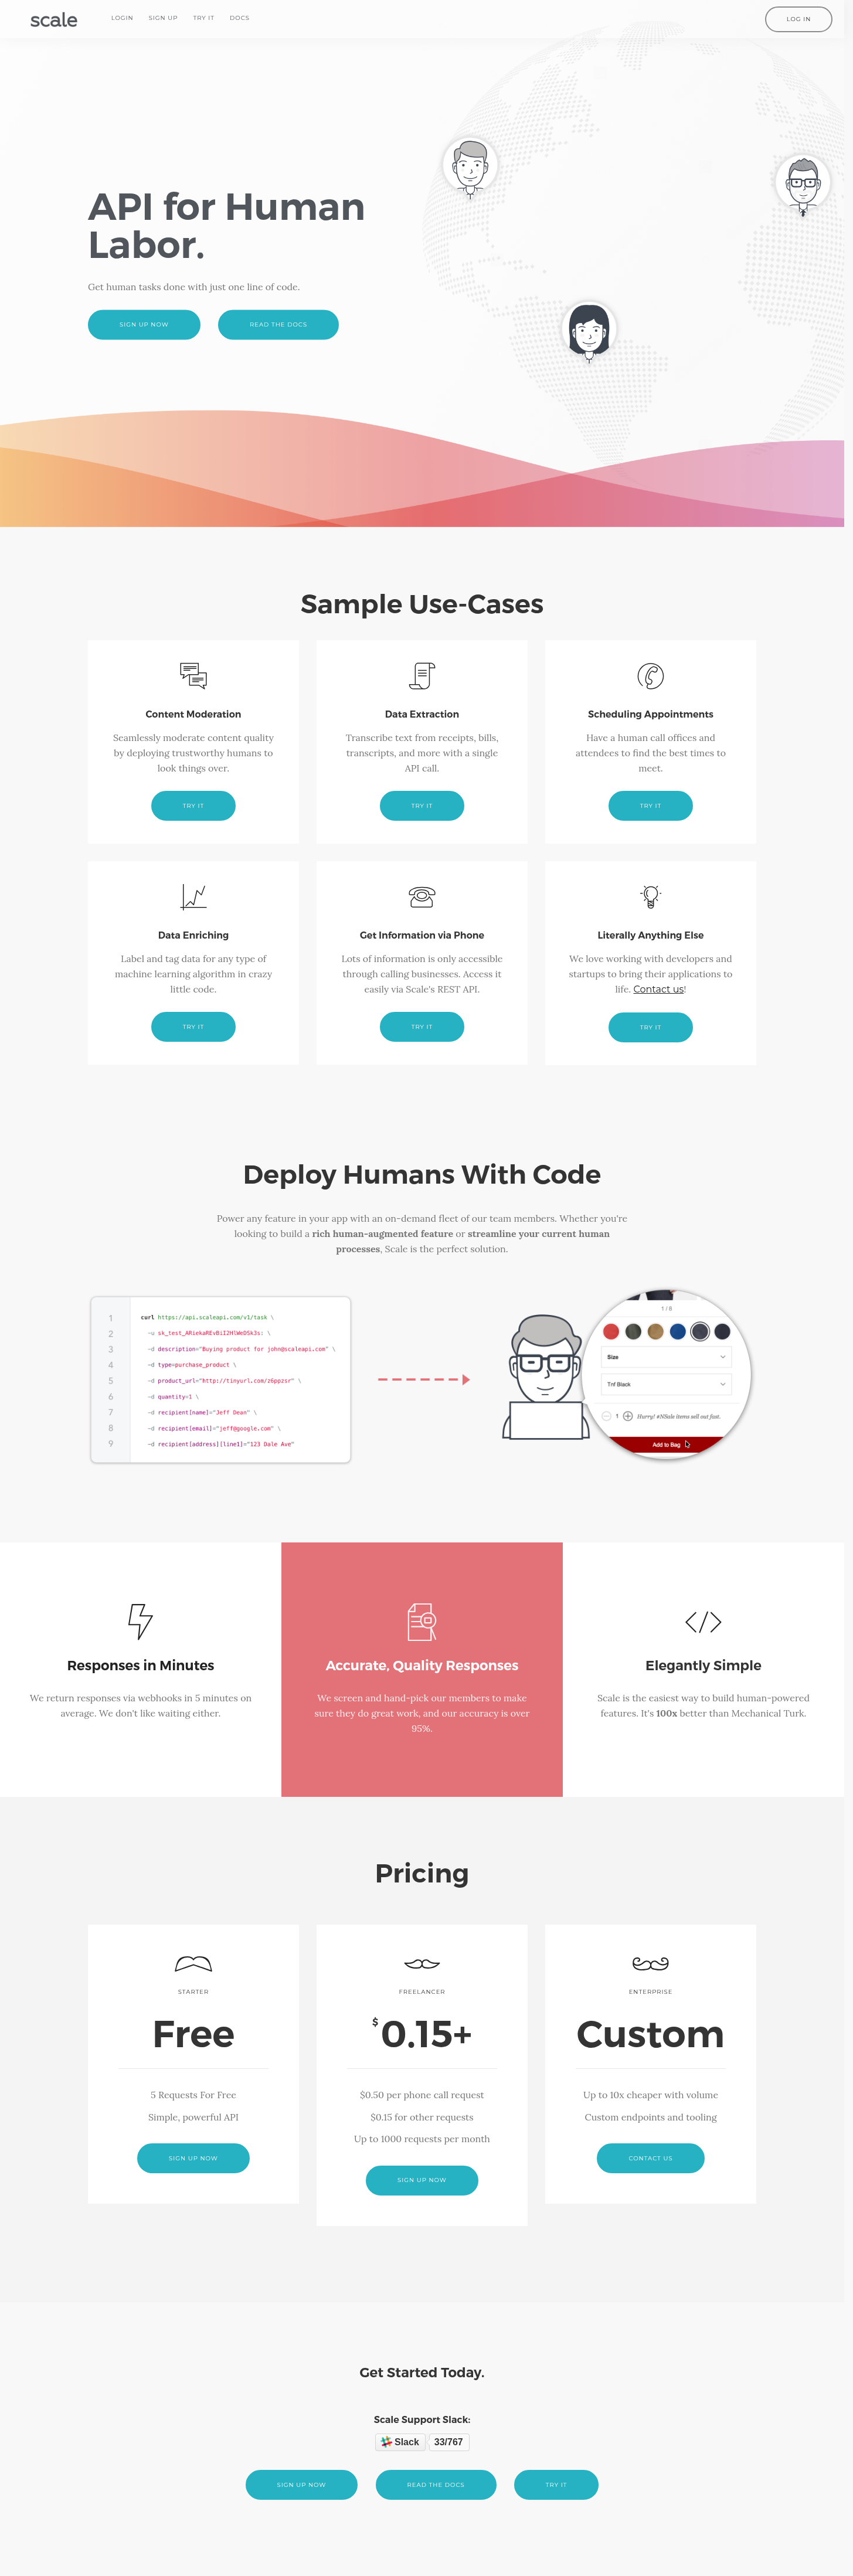 scale
LOGIN SIGN UP TRY IT DOCS
LOG IN
API for Human
Labor.
Get human tasks done with just one line of code.
SIGN UP NOW READ THE DOCS
Sample Use-Cases
Content Moderation
Seamlessly moderate content quality
by deploying trustworthy humans to
look things over.
TRY IT
Data Extraction
Transcribe text from receipts, bills,
transcripts, and more with a single
API call.
TRY IT
Scheduling Appointments
Have a human call offices and
attendees to find the best times to
meet.
TRY IT
Data Enriching
Label and tag data for any type of
machine learning algorithm in crazy
little code.
TRY IT
Get Information via Phone
Lots of information is only accessible
through calling businesses. Access it
easily via Scale's REST API.
TRY IT
Literally Anything Else
We love working with developers and
startups to bring their applications to
life. Contact us!
TRY IT
Deploy Humans With Code
Power any feature in your app with an on-demand fleet of our team members. Whether you're
looking to build a rich human-augmented feature or streamline your current human
processes, Scale is the perfect solution.
1 curl https://api.scaleapi.com/v1/task \
2 -u sk_test_ARiekaREvBiI2HlWeDSk3s: \
3 -d description="Buying product for john@scaleapi.com" \
4 -d type=purchase_product \
5 -d product_url="http://tinyurl.com/z6ppzsr" \
6 -d quantity=1 \
7 -d recipient[name]="Jeff Dean" \
8 -d recipient[email]="jeff@google.com" \
9 -d recipient[address][line1]="123 Dale Ave"
1 / 8
Size
Tnf Black
1 Hurry! #NSale items sell out fast.
Add to Bag
Responses in Minutes
We return responses via webhooks in 5 minutes on
average. We don't like waiting either.
Accurate, Quality Responses
We screen and hand-pick our members to make
sure they do great work, and our accuracy is over
95%.
Elegantly Simple
Scale is the easiest way to build human-powered
features. It's 100x better than Mechanical Turk.
Pricing
STARTER
Free
5 Requests For Free
Simple, powerful API
SIGN UP NOW
FREELANCER
$0.15+
$0.50 per phone call request
$0.15 for other requests
Up to 1000 requests per month
SIGN UP NOW
ENTERPRISE
Custom
Up to 10x cheaper with volume
Custom endpoints and tooling
CONTACT US
Get Started Today.
Scale Support Slack:
Slack 33/767
SIGN UP NOW READ THE DOCS TRY IT